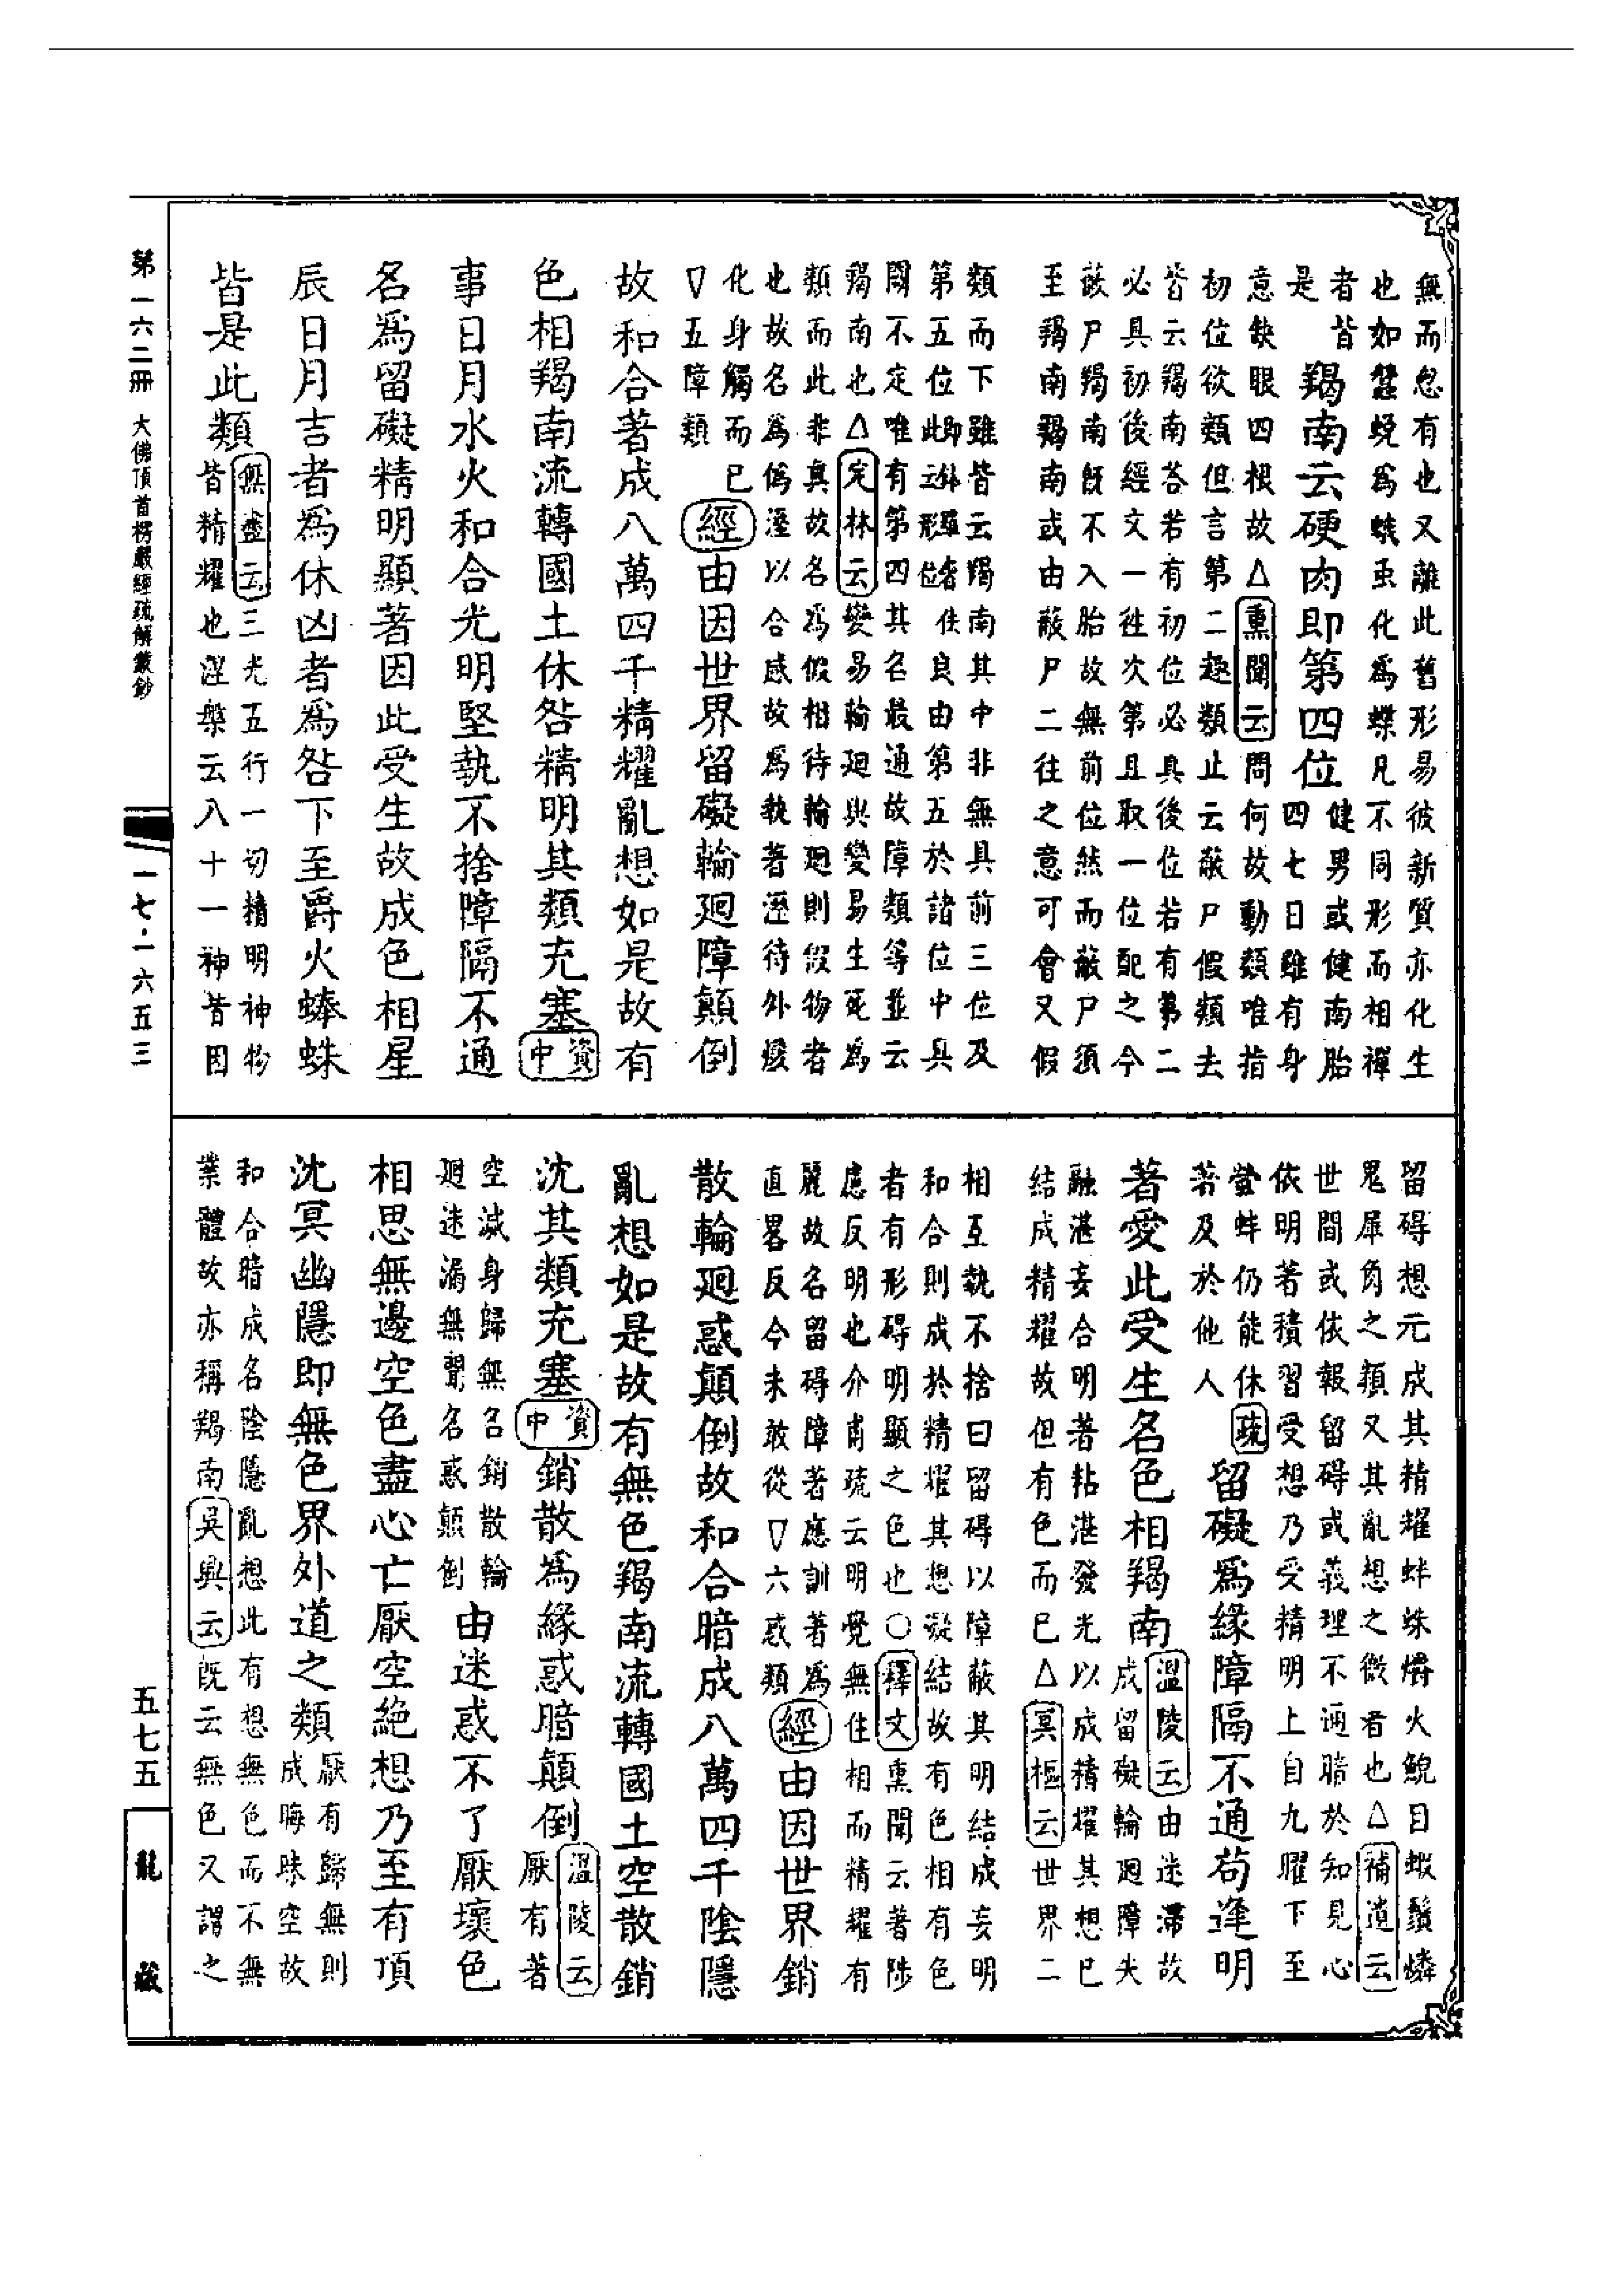 無而忽有也又離此舊形易彼新質亦化生
也如蠶蛻爲蛾虫化爲蝶凡不同形而相禪
者皆
是
羯南云硬肉即第四位
健男或健南胎
四七日雖有身
意缺眼四根故△熏聞云問何故動類唯指
初位欲類但言第二趣類止云蔽尸假類去
皆云羯南荅若有初位必具後位若有第二
必具初後經文一徃次第且取一位配之今
蔽尸羯南既不入胎故無前位然而蔽尸須
至羯南羯南或由蔽尸二徃之意可會又假
類而下雖皆云羯南其中非無具前三位及
第五位
良由第五於諸位中具
開不定唯有第四其名最通故障類等並云
羯南也△定林云變易輪廻與變易生死爲
類而此非真故名爲假相待輪廻則假物者
也故名爲僞溼以合感故爲執著溼待外緣
化身觸而已
▽五障類
經由因世界留礙輪廻障顛倒
故和合著成八萬四千精耀亂想如是故有
色相羯南流轉國土休咎精明其類充塞資中
事日月水火和合光明堅執不捨障隔不通
名爲留礙精明顯著因此受生故成色相星
辰日月吉者爲休凶者爲咎下至爵火蜯蛛
皆是此類
無盡云三光五行一切精明神物
皆精耀也涅槃云八十一神皆因
留碍想元成其精耀蚌蛛爝火鯢目蝦鬚燐
鬼犀角之類又其亂想之微者也△補遺云
世間或依報留碍或義理不通暗於知見心
依明著積習受想乃受精明上自九曜下至
螢蚌仍能休
著及於他人
疏留礙爲緣障隔不通苟逢明
著愛此受生名色相羯南
溫陵云由迷滯故
成留礙輪廻障失
融湛妄合明著粘湛發光以成精耀其想已
結成精耀故但有色而已△冥樞云世界二
相互執不捨曰留碍以障蔽其明結成妄明
和合則成於精耀其想凝結故有色相有色
者有形碍明顯之色也○釋文熏聞云著陟
慮反明也介甫疏云明覺無住相而精耀有
麗故名留碍障著應訓著爲
直畧反今未敢從▽六惑類
經由因世界銷
散輪廻惑顛倒故和合暗成八萬四千陰隱
亂想如是故有無色羯南流轉國土空散銷
沈其類充塞資中銷散爲緣惑暗顛倒
溫陵云
厭有著
空滅身歸無名銷散輪
廻迷漏無聞名惑顛倒
由迷惑不了厭壞色
相思無邊空色盡心亡厭空絶想乃至有頂
沈冥幽隱即無色界外道之類
厭有歸無則
成晦昧空故
和合暗成名陰隱亂想此有想無色而不無
業體故亦稱羯南吳興云既云無色又謂之
第一六二冊
大佛頂首楞嚴經疏解蒙鈔
一七·一六五三
五七五
龍藏